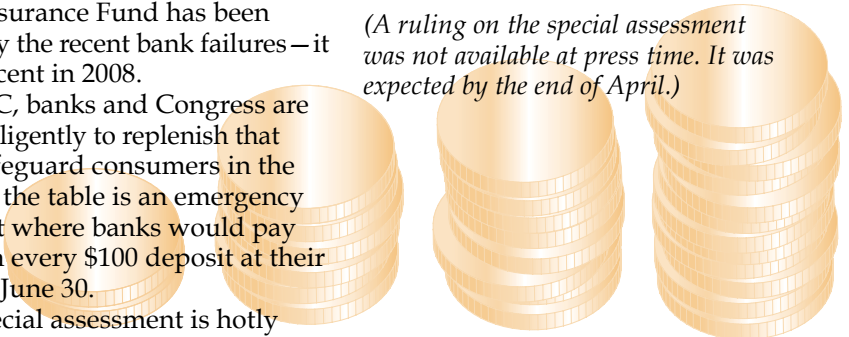 surance Fund has been
y the recent bank failures—it
cent in 2008.
C, banks and Congress are
ligently to replenish that
feguard consumers in the
the table is an emergency
t where banks would pay
n every $100 deposit at their
June 30.
ecial assessment is hotly
(A ruling on the special assessment
was not available at press time. It was
expected by the end of April.)